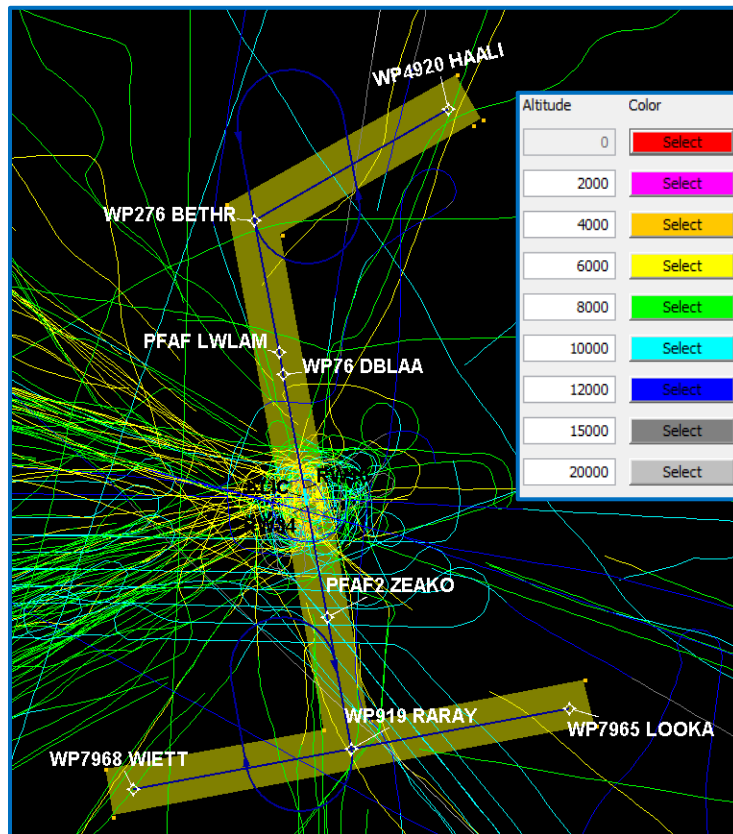 WP4920 HAALI
Altitude Color
0 Select
2000 Select
4000 Select
6000 Select
8000 Select
10000 Select
12000 Select
15000 Select
20000 Select
WP276 BETHR
PFAF LWLAM
WP76 DBLAA
PFAF2 ZEAKO
WP919 RARAY
WP7965 LOOKA
WP7968 WIETT